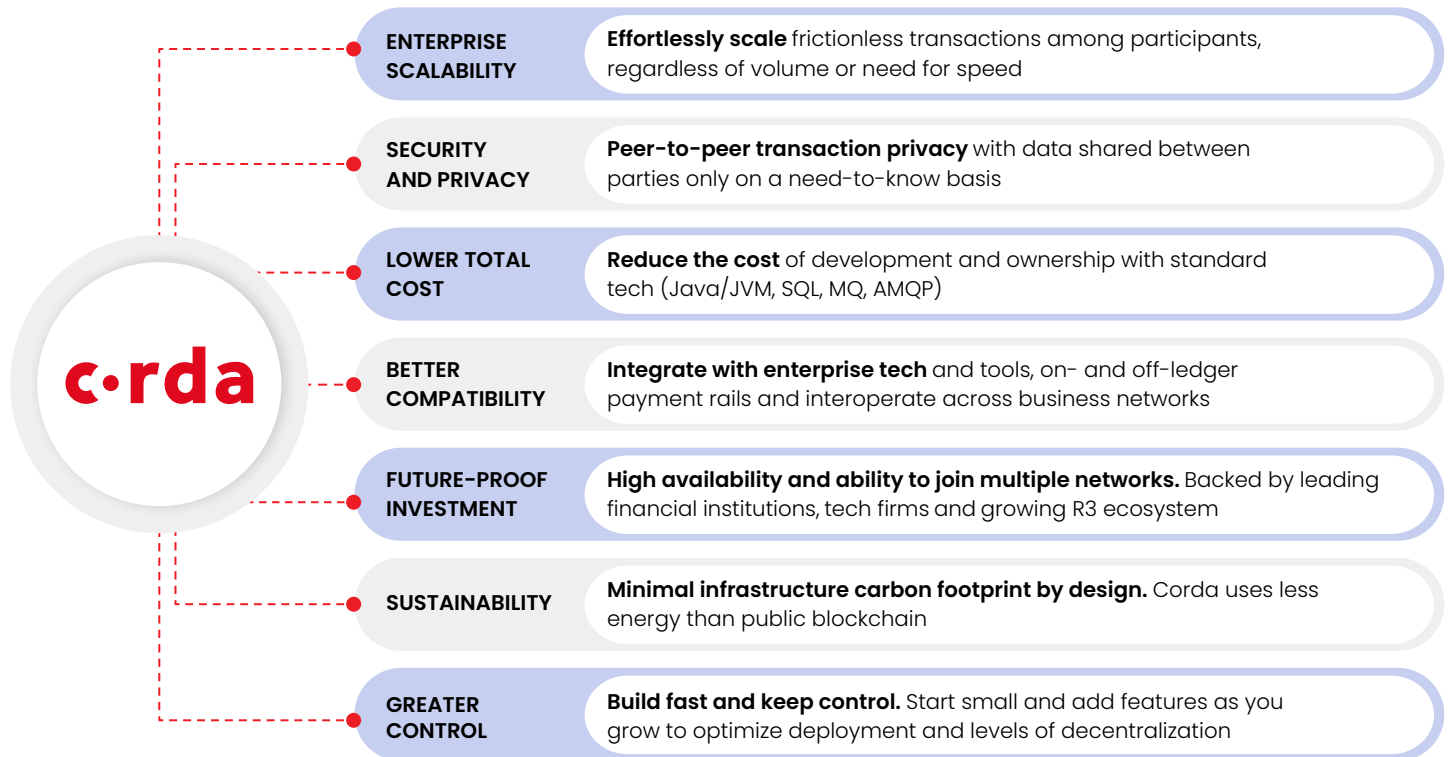 ENTERPRISE
SCALABILITY
Effortlessly scale frictionless transactions among participants,
regardless of volume or need for speed
SECURITY
AND PRIVACY
Peer-to-peer transaction privacy with data shared between
parties only on a need-to-know basis
LOWER TOTAL
COST
Reduce the cost of development and ownership with standard
tech (Java/JVM, SQL, MQ, AMQP)
c·rda
BETTER
COMPATIBILITY
Integrate with enterprise tech and tools, on- and off-ledger
payment rails and interoperate across business networks
FUTURE-PROOF
INVESTMENT
High availability and ability to join multiple networks. Backed by leading
financial institutions, tech firms and growing R3 ecosystem
SUSTAINABILITY
Minimal infrastructure carbon footprint by design. Corda uses less
energy than public blockchain
GREATER
CONTROL
Build fast and keep control. Start small and add features as you
grow to optimize deployment and levels of decentralization